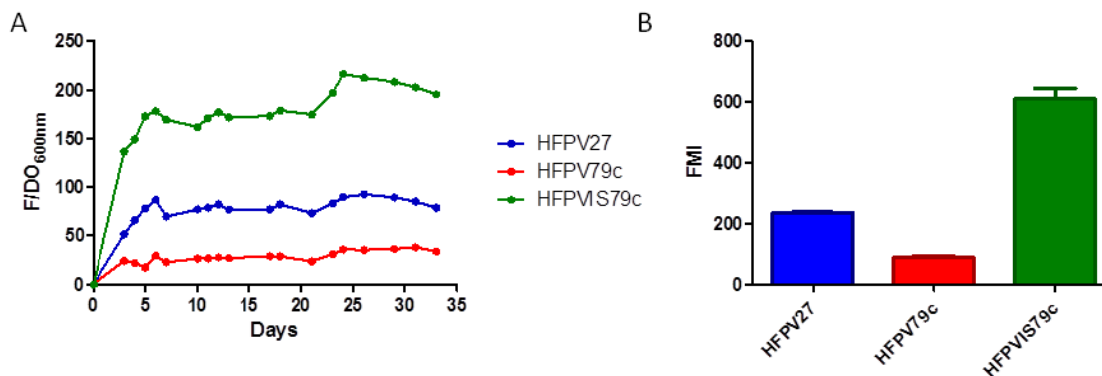 A
250
200
150
100
50
0
F/DO600nm
0 5 10 15 20 25 30 35
Days
HFPV27
HFPV79c
HFPVIS79c
B
800
600
400
200
0
FMI
HFPV27
HFPV79c
HFPVIS79c